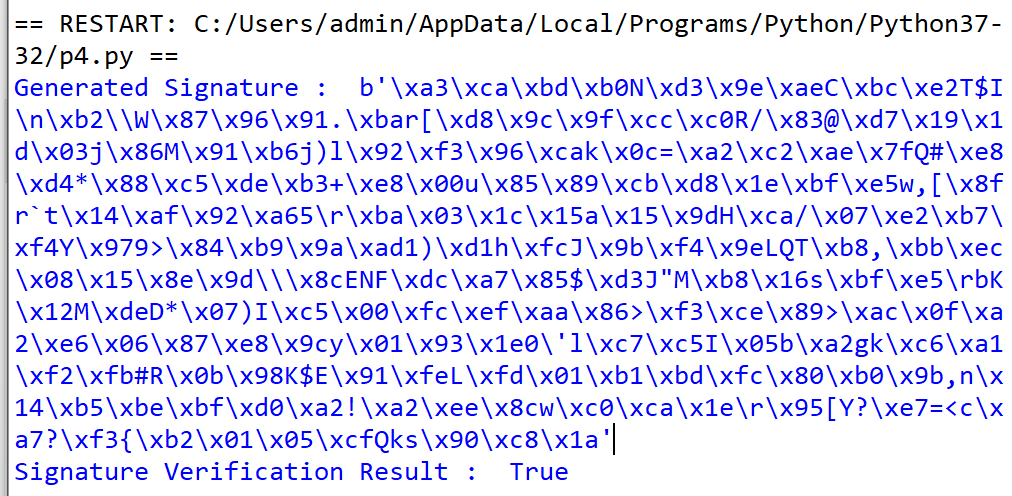 == RESTART: C:/Users/admin/AppData/Local/Programs/Python/Python37-
32/p4.py ==
Generated Signature :  b'\xa3\xca\xbd\xb0N\xd3\x9e\xaeC\xbc\xe2T$I
\n\xb2\\W\x87\x96\x91.\xbar[\xd8\x9c\x9f\xcc\xc0R/\x83@\xd7\x19\x1
d\x03j\x86M\x91\xb6j)l\x92\xf3\x96\xcak\x0c=\xa2\xc2\xae\x7fQ#\xe8
\xd4*\x88\xc5\xde\xb3+\xe8\x00u\x85\x89\xcb\xd8\x1e\xbf\xe5w,[\x8f
r`t\x14\xaf\x92\xa65\r\xba\x03\x1c\x15a\x15\x9dH\xca/\x07\xe2\xb7\
xf4Y\x979>\x84\xb9\x9a\xad1)\xd1h\xfcJ\x9b\xf4\x9eLQT\xb8,\xbb\xec
\x08\x15\x8e\x9d\\\x8cENF\xdc\xa7\x85$\xd3J"M\xb8\x16s\xbf\xe5\rbK
\x12M\xdeD*\x07)I\xc5\x00\xfc\xef\xaa\x86>\xf3\xce\x89>\xac\x0f\xa
2\xe6\x06\x87\xe8\x9cy\x01\x93\x1e0\'l\xc7\xc5I\x05b\xa2gk\xc6\xa1
\xf2\xfb#R\x0b\x98K$E\x91\xfeL\xfd\x01\xb1\xbd\xfc\x80\xb0\x9b,n\x
14\xb5\xbe\xbf\xd0\xa2!\xa2\xee\x8cw\xc0\xca\x1e\r\x95[Y?\xe7=<c\x
a7?\xf3{\xb2\x01\x05\xcfQks\x90\xc8\x1a'
Signature Verification Result :  True